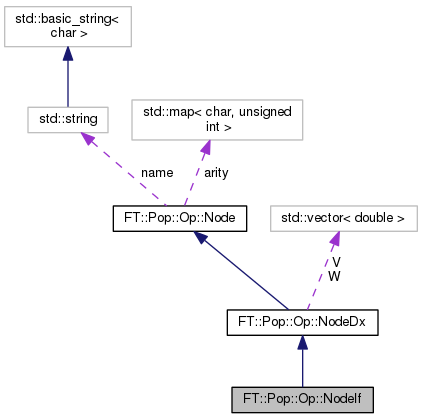 std::basic_string<
char >
std::string
std::map< char, unsigned
int >
name
arity
FT::Pop::Op::Node
std::vector< double >
V
W
FT::Pop::Op::NodeDx
FT::Pop::Op::NodeIf